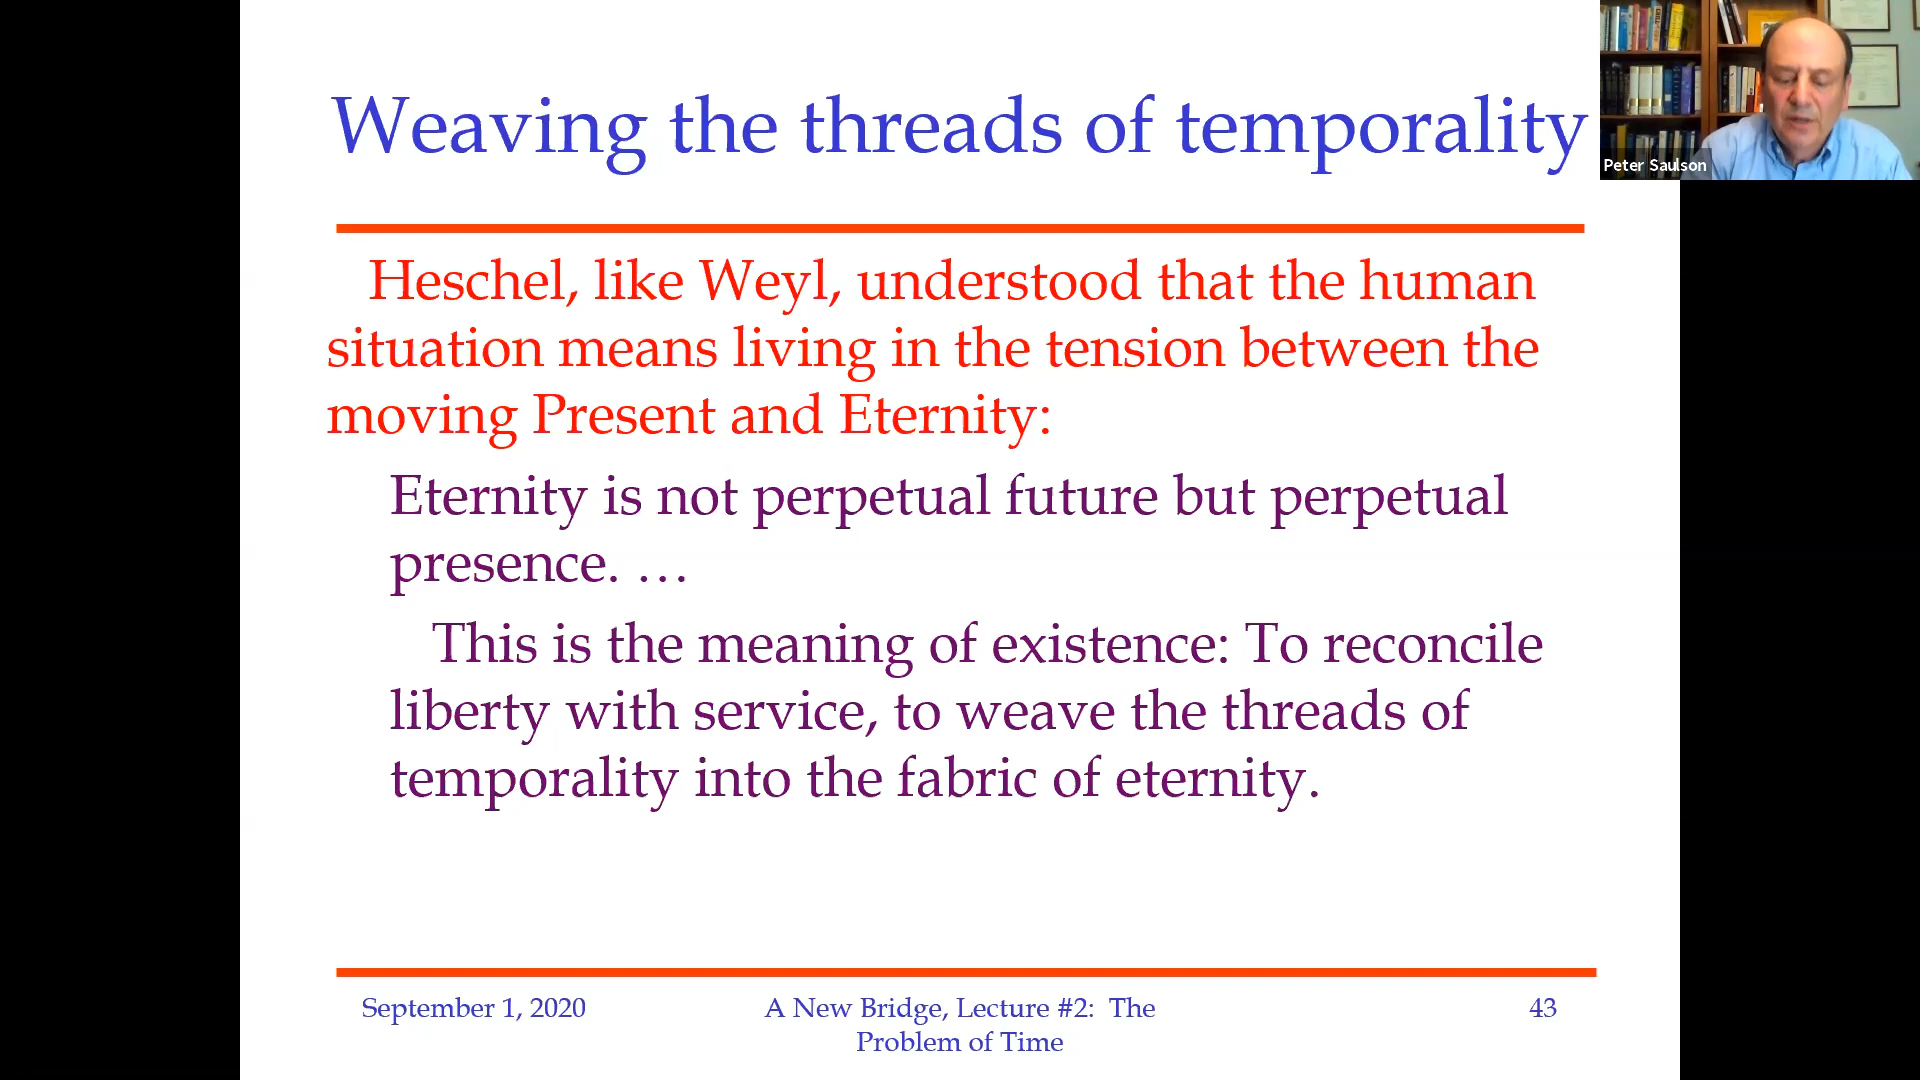 Weaving the threads of temporality
Peter Saulson
Heschel, like Weyl, understood that the human
situation means living in the tension between the
moving Present and Eternity:
Eternity is not perpetual future but perpetual
presence. …
This is the meaning of existence: To reconcile
liberty with service, to weave the threads of
temporality into the fabric of eternity.
September 1, 2020
A New Bridge, Lecture #2: The
Problem of Time
43